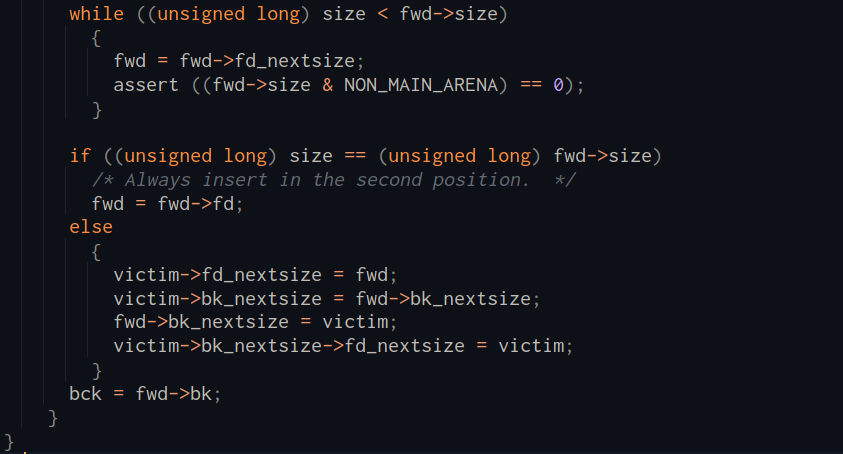 while ((unsigned long) size < fwd->size)
{
fwd = fwd->fd_nextsize;
assert ((fwd->size & NON_MAIN_ARENA) == 0);
}
if ((unsigned long) size == (unsigned long) fwd->size)
/* Always insert in the second position.  */
fwd = fwd->fd;
else
{
victim->fd_nextsize = fwd;
victim->bk_nextsize = fwd->bk_nextsize;
fwd->bk_nextsize = victim;
victim->bk_nextsize->fd_nextsize = victim;
}
bck = fwd->bk;
}
}